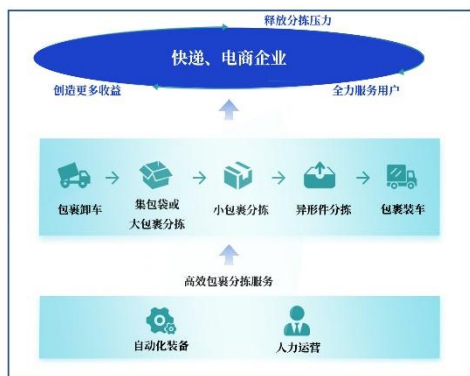 释放分拣压力
快递、电商企业
创造更多收益
全力服务用户
包裹卸车
集包袋或
大包裹分拣
小包裹分拣
异形件分拣
包裹装车
高效包裹分拣服务
自动化装备
人力运营